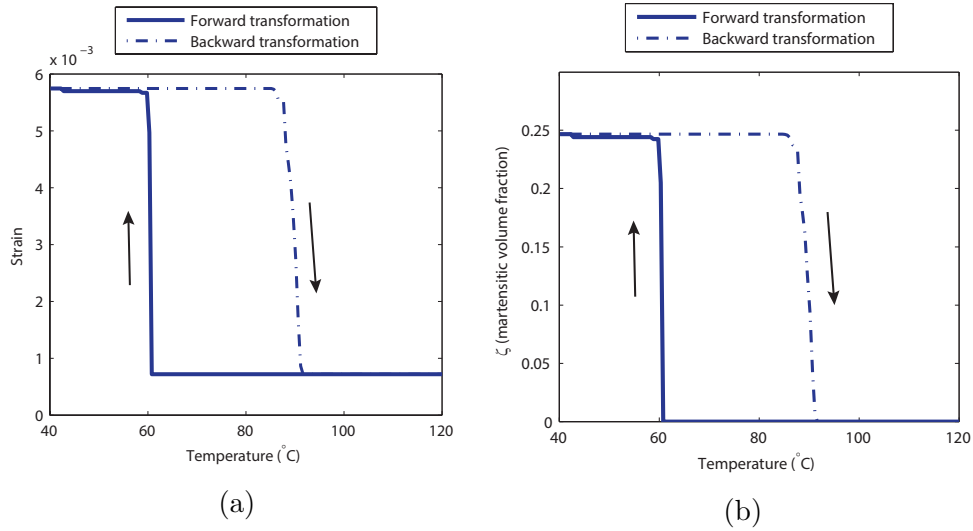 Forward transformation
Backward transformation
x 10⁻³
6
5
4
3
2
1
0
Strain
40
60
80
100
120
Temperature (°C)
(a)
Forward transformation
Backward transformation
0.25
0.2
0.15
0.1
0.05
0
ζ (martensitic volume fraction)
40
60
80
100
120
Temperature (°C)
(b)